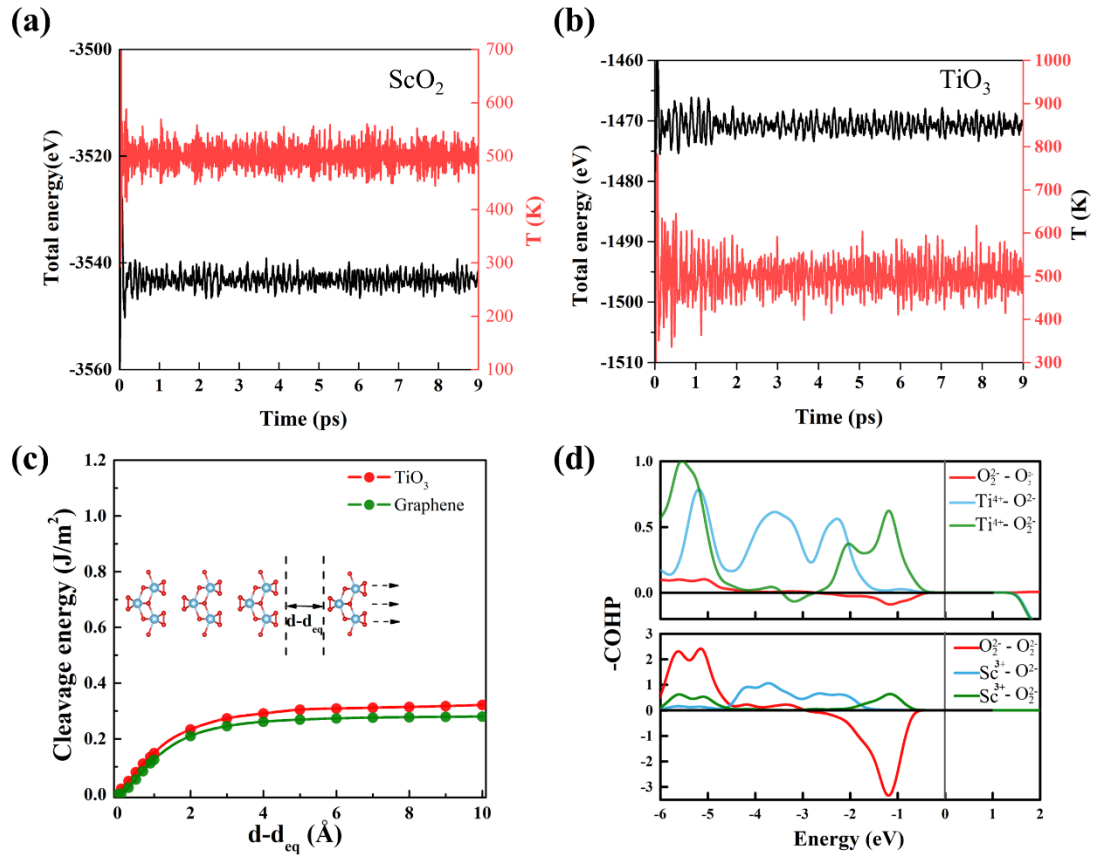 (a)
ScO₂
Total energy(eV)
-3500
-3520
-3540
-3560
T (K)
700
600
500
400
300
200
100
0 1 2 3 4 5 6 7 8 9
Time (ps)
(b)
TiO₃
Total energy (eV)
-1460
-1470
-1480
-1490
-1500
-1510
T (K)
1000
900
800
700
600
500
400
300
0 1 2 3 4 5 6 7 8 9
Time (ps)
(c)
TiO₃
Graphene
Cleavage energy (J/m²)
1.2
1.0
0.8
0.6
0.4
0.2
0.0
d-d_eq
0 2 4 6 8 10
d-d_eq (Å)
(d)
O₂²⁻ - O₂²⁻
Ti⁴⁺- O²⁻
Ti⁴⁺- O₂²⁻
1.0
0.5
0.0
-COHP
O₂²⁻ - O₂²⁻
Sc³⁺ - O²⁻
Sc³⁺ - O₂²⁻
3
2
1
0
-1
-2
-3
-6 -5 -4 -3 -2 -1 0 1 2
Energy (eV)